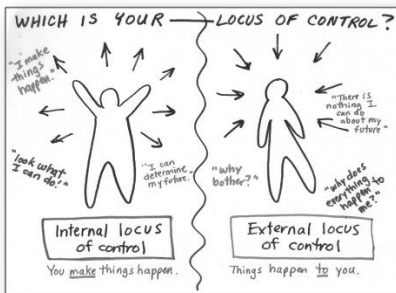 WHICH IS YOUR LOCUS OF CONTROL?
"I make
things
happen."
"look what
I can do!"
"I can
determine
my future."
Internal locus
of control
You make things happen.
"There is
nothing I
can do
about my
future"
"why
bother?"
"why does
everything
happen to
me?"
External locus
of control
Things happen to you.